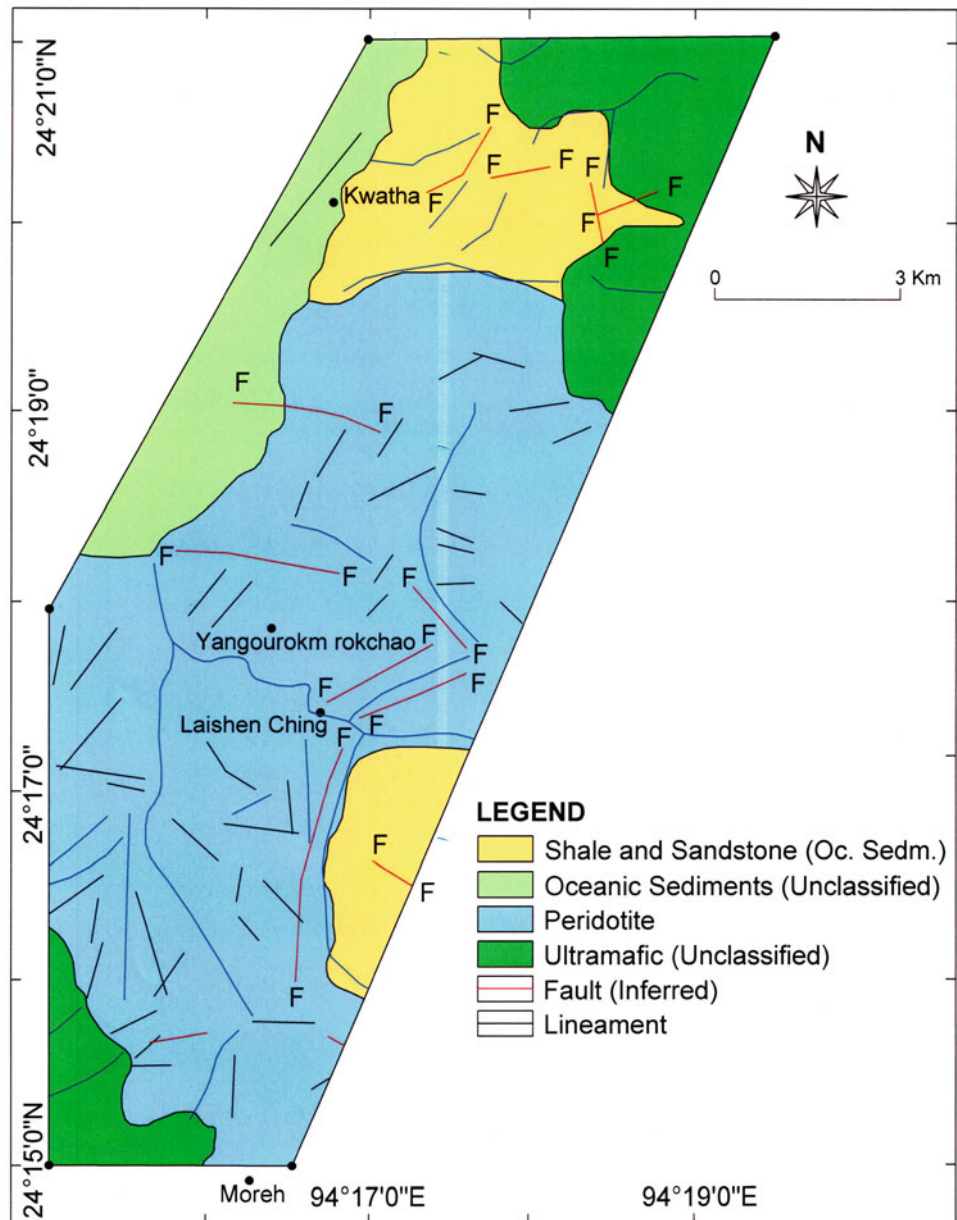 24°21'0"N
F
F
F
F
F
F
F
F
Kwatha
N
0 3 Km
F
F
24°19'0"
F
F
F
F
F
F
F
F
F
Yangourokm rokchao
Laishen Ching
24°17'0"
F
F
F
LEGEND
Shale and Sandstone (Oc. Sedm.)
Oceanic Sediments (Unclassified)
Peridotite
Ultramafic (Unclassified)
Fault (Inferred)
Lineament
24°15'0"N
Moreh
94°17'0"E
94°19'0"E